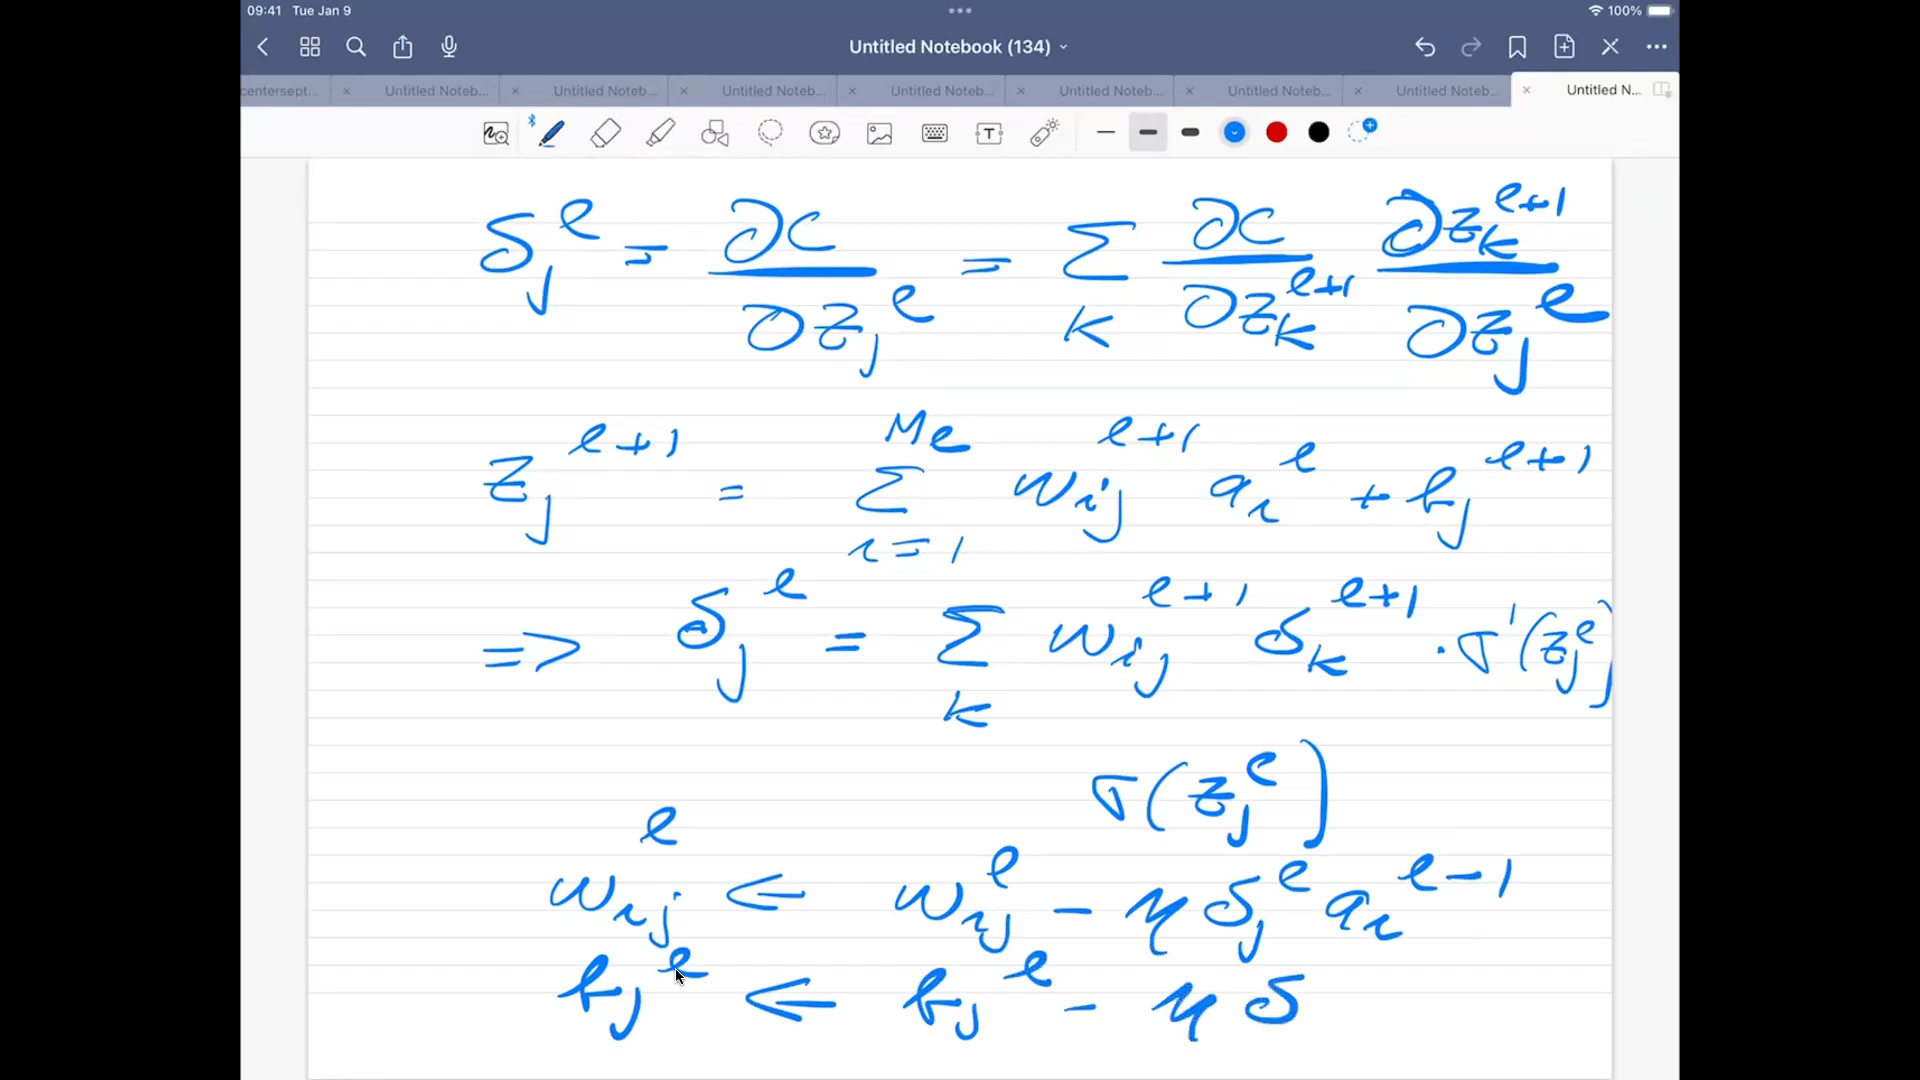 09:41 Tue Jan 9 100%
Untitled Notebook (134)
centersept... Untitled Noteb... Untitled Noteb... Untitled Noteb... Untitled Noteb... Untitled Noteb... Untitled Noteb... Untitled Noteb... Untitled N...
δ_j^l = ∂C/∂z_j^l = Σ_k ∂C/∂z_k^{l+1} ∂z_k^{l+1}/∂z_j^l
z_j^{l+1} = Σ_{i=1}^{M_l} w_{ij}^{l+1} a_i^l + b_j^{l+1}
=> δ_j^l = Σ_k w_{ij}^{l+1} δ_k^{l+1} · σ'(z_j^l)
σ(z_j^l)
w_{ij}^l ← w_{ij}^l - η δ_j^l a_i^{l-1}
b_j^l ← b_j^l - η δ